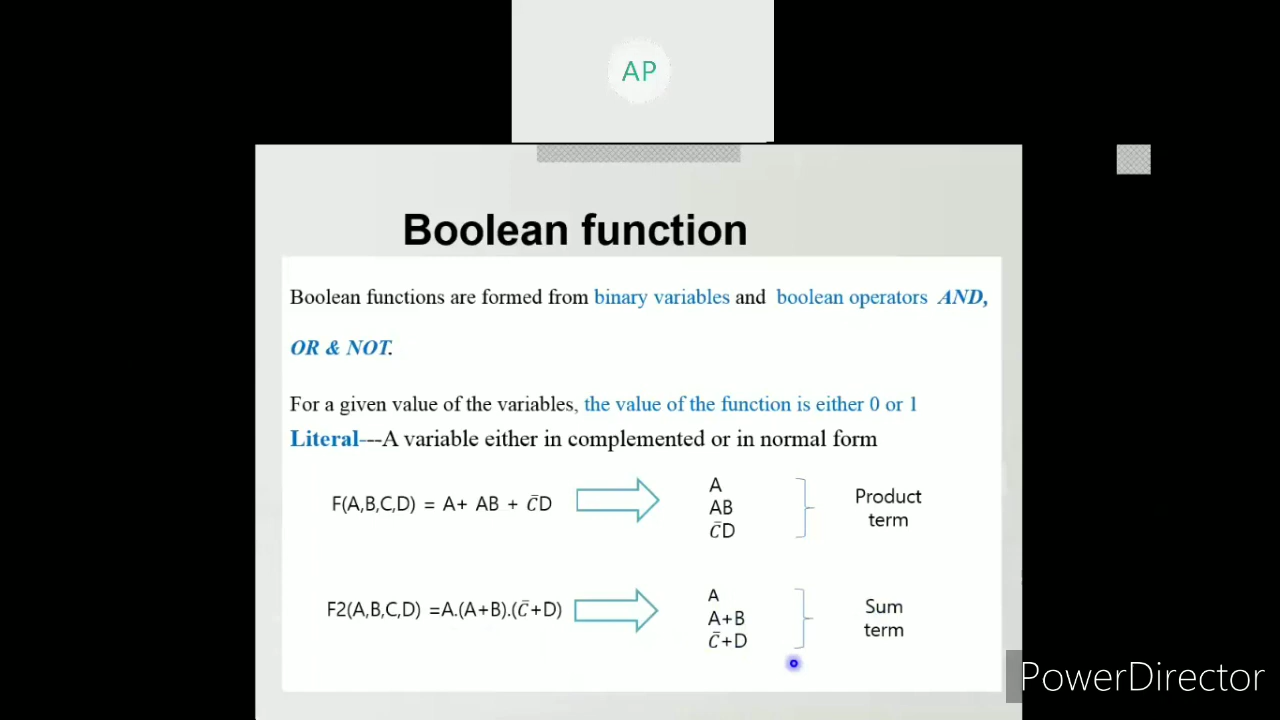 AP
Boolean function
Boolean functions are formed from binary variables and boolean operators AND,
OR & NOT.
For a given value of the variables, the value of the function is either 0 or 1
Literal---A variable either in complemented or in normal form
F(A,B,C,D) = A+ AB + C̄D
A
AB
C̄D
Product
term
F2(A,B,C,D) =A.(A+B).(C̄+D)
A
A+B
C̄+D
Sum
term
PowerDirector